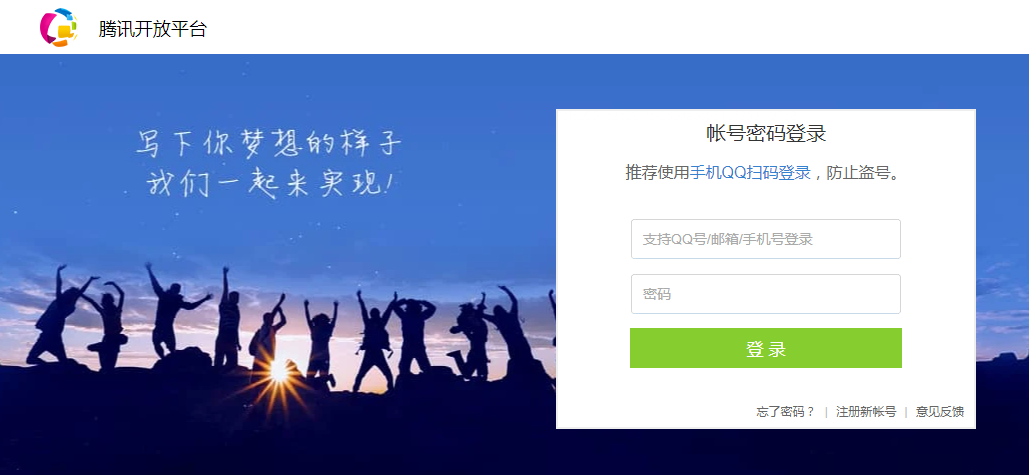 腾讯开放平台
写下你梦想的样子
我们一起来实现!
帐号密码登录
推荐使用手机QQ扫码登录，防止盗号。
支持QQ号/邮箱/手机号登录
密码
登 录
忘了密码？ | 注册新帐号 | 意见反馈